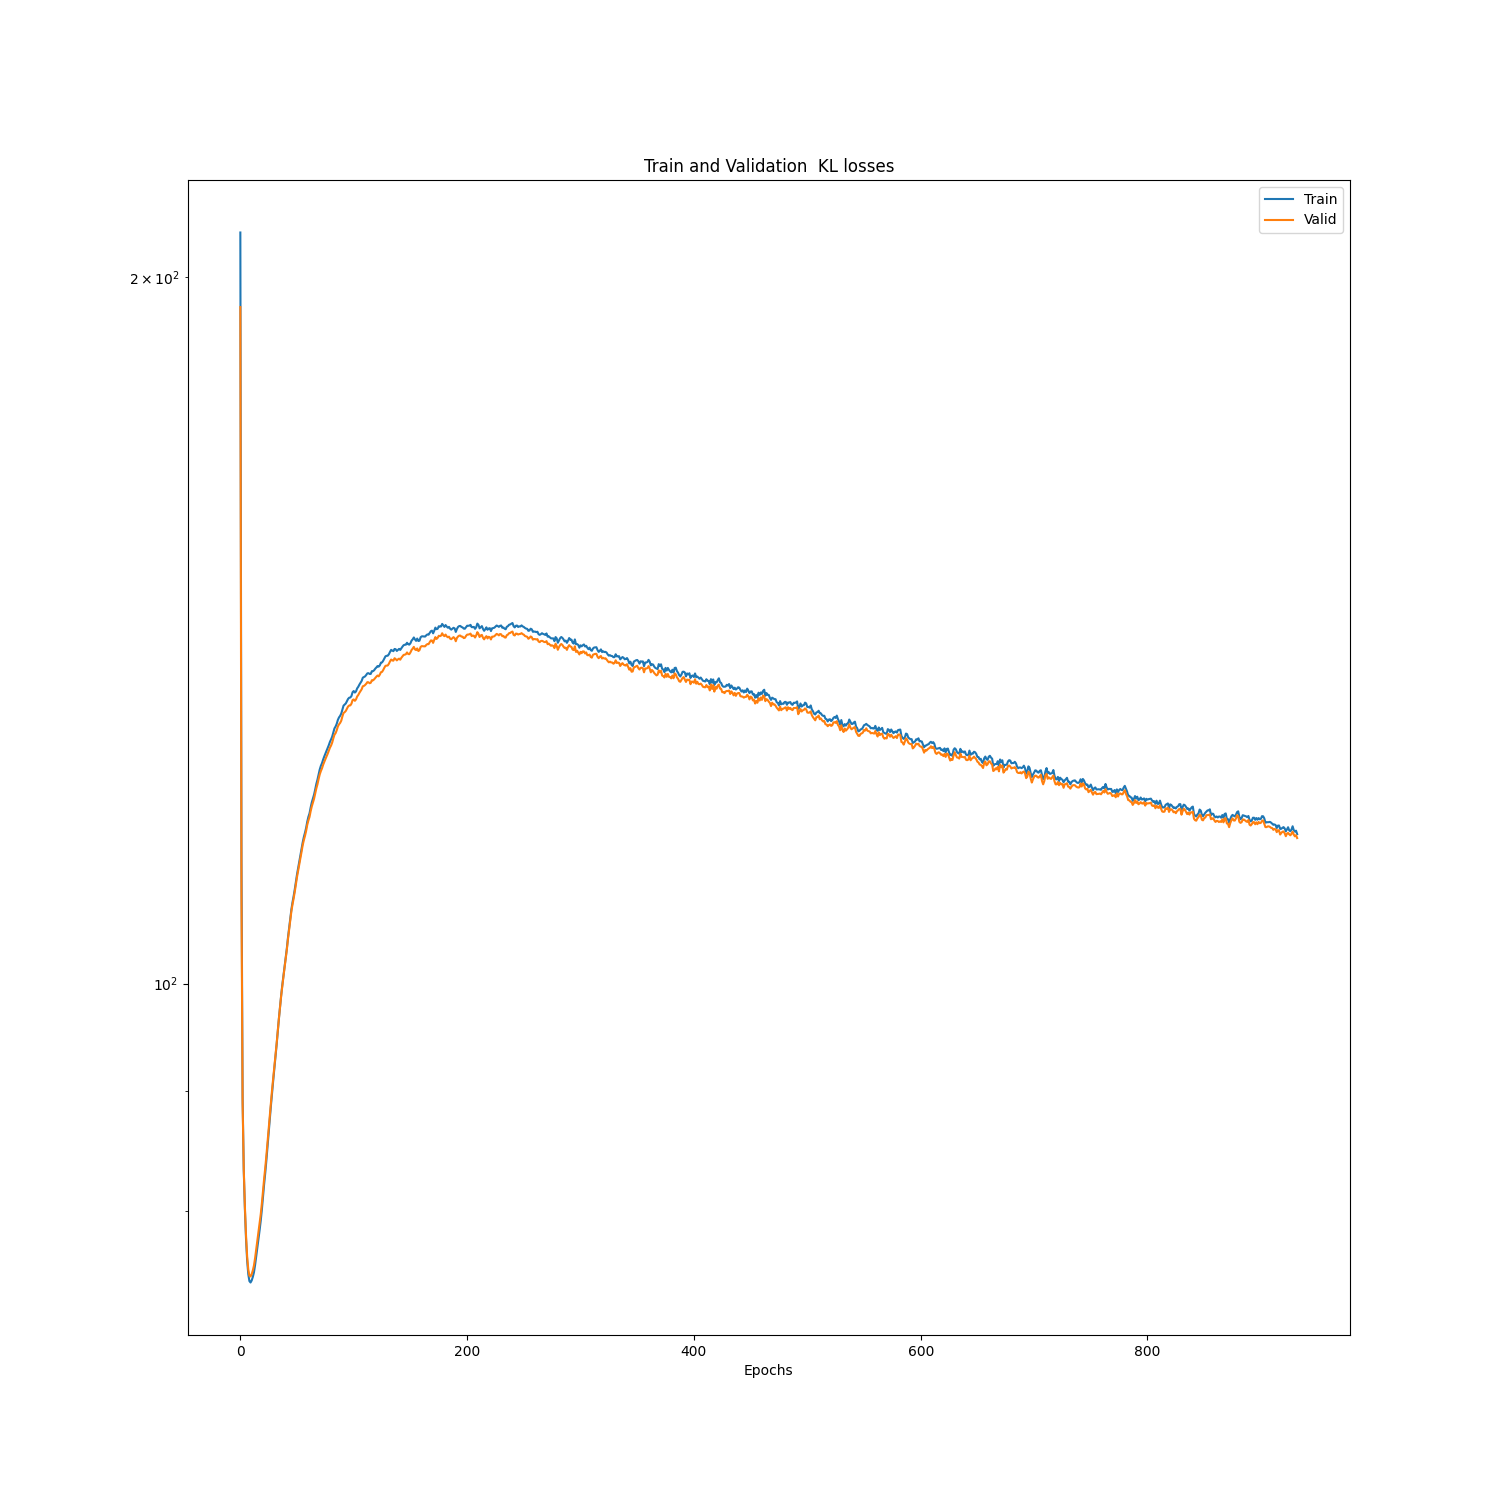 Train and Validation  KL losses
Train
Valid
2 × 10²
10²
0 200 400 600 800
Epochs